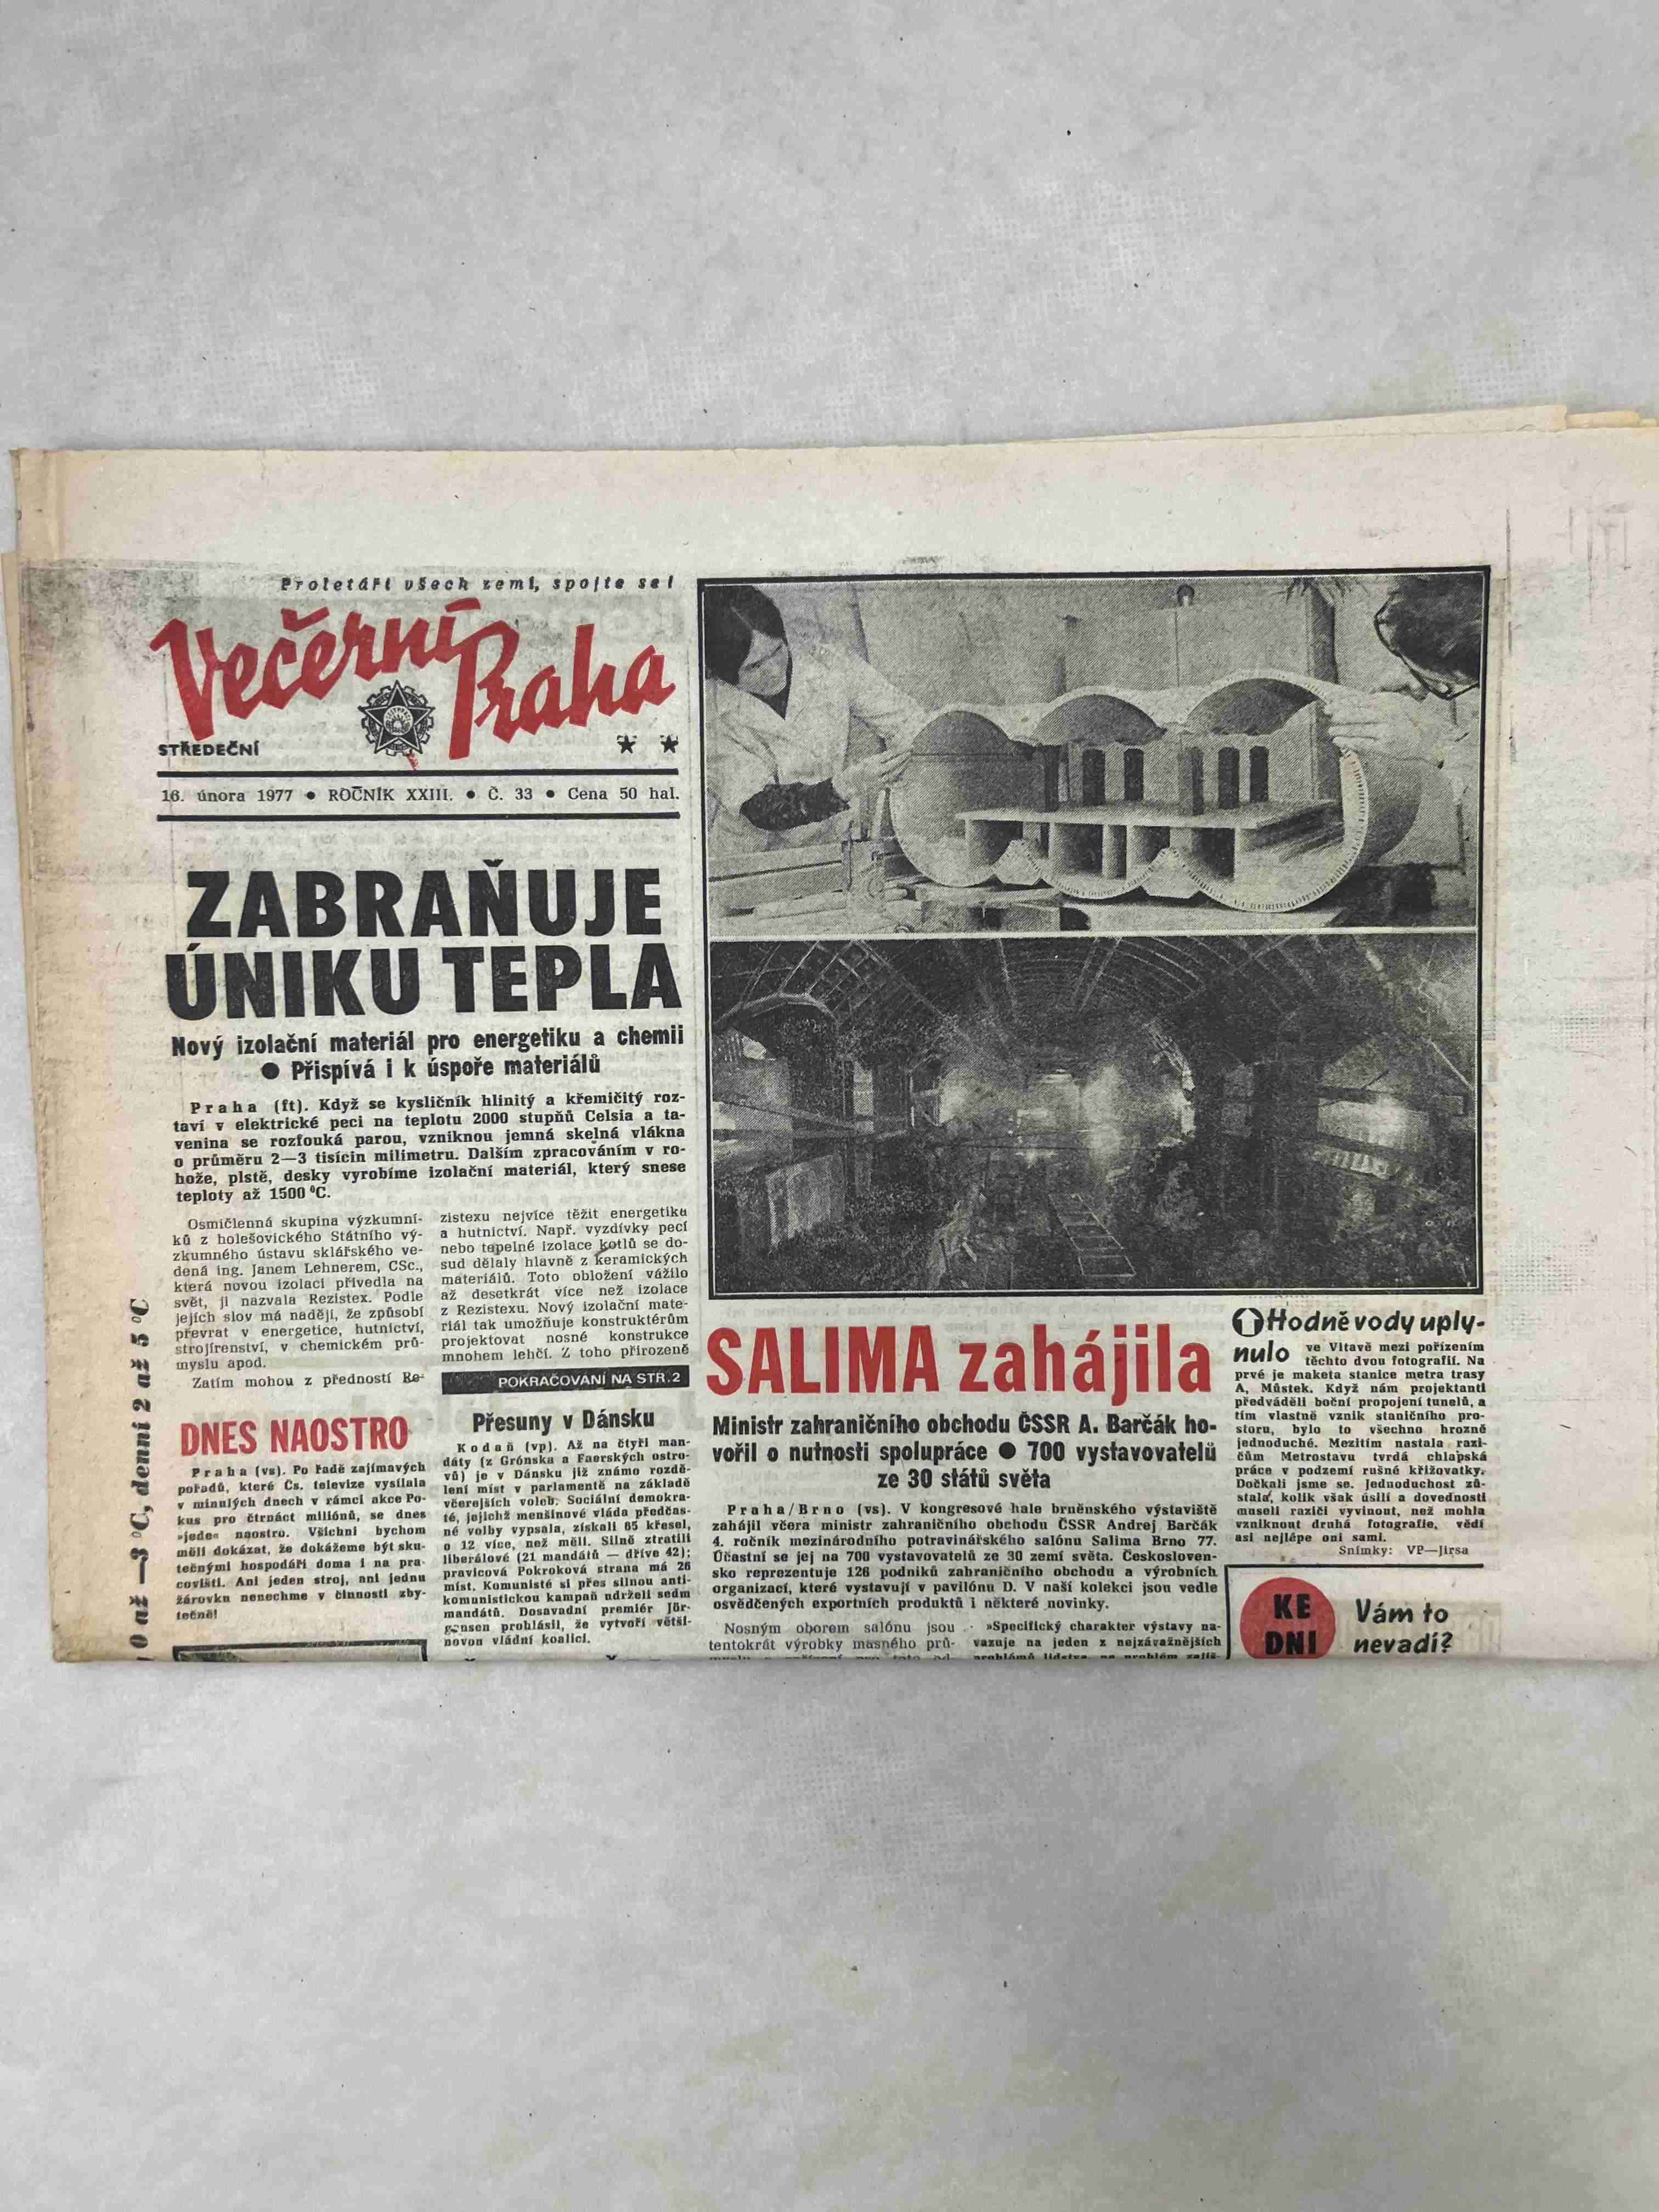 Proletáři všech zemí, spojte se!
Večerní Praha
STŘEDEČNÍ
16. února 1977 ● ROČNÍK XXIII. ● Č. 33 ● Cena 50 hal.
ZABRAŇUJE
ÚNIKU TEPLA
Nový izolační materiál pro energetiku a chemii
● Přispívá i k úspoře materiálů
Praha (ft). Když se kysličník hlinitý a křemičitý roz-
taví v elektrické peci na teplotu 2000 stupňů Celsia a ta-
venina se rozfouká parou, vzniknou jemná skelná vlákna
o průměru 2—3 tisícin milimetru. Dalším zpracováním v ro-
hože, plstě, desky vyrobíme izolační materiál, který snese
teploty až 1500 °C.
Osmičlenná skupina výzkumní-
ků z holešovického Státního vý-
zkumného ústavu sklářského ve-
dená ing. Janem Lehnerem, CSc.,
která novou izolaci přivedla na
svět, ji nazvala Rezistex. Podle
jejích slov má naději, že způsobí
převrat v energetice, hutnictví,
strojírenství, v chemickém prů-
myslu apod.
Zatím mohou z předností Re-
zistexu nejvíce těžit energetika
a hutnictví. Např. vyzdívky pecí
nebo tepelné izolace kotlů se do-
sud dělaly hlavně z keramických
materiálů. Toto obložení vážilo
až desetkrát více než izolace
z Rezistexu. Nový izolační mate-
riál tak umožňuje konstruktérům
projektovat nosné konstrukce
mnohem lehčí. Z toho přirozeně
POKRAČOVÁNÍ NA STR. 2
0 až —3 °C, denní 2 až 5 °C
DNES NAOSTRO
Praha (vs). Po řadě zajímavých
pořadů, které Čs. televize vysílala
v minulých dnech v rámci akce Po-
kus pro čtrnáct miliónů, se dnes
»jede« naostro. Všichni bychom
měli dokázat, že dokážeme být sku-
tečnými hospodáři doma i na pra-
covišti. Ani jeden stroj, ani jednu
žárovku nenechme v činnosti zby-
tečně!
Přesuny v Dánsku
Kodaň (vp). Až na čtyři man-
dáty (z Grónska a Faerských ostro-
vů) je v Dánsku již známo rozdě-
lení míst v parlamentě na základě
včerejších voleb. Sociální demokra-
té, jejichž menšinové vláda předčas-
né volby vypsala, získali 65 křesel,
o 12 více, než měli. Silně ztratili
liberálové (21 mandátů — dříve 42);
pravicová Pokroková strana má 26
míst. Komunisté si přes silnou anti-
komunistickou kampaň udrželi sedm
mandátů. Dosavadní premiér Jör-
gensen prohlásil, že vytvoří větši-
novou vládní koalici.
SALIMA zahájila
Ministr zahraničního obchodu ČSSR A. Barčák ho-
vořil o nutnosti spolupráce ● 700 vystavovatelů
ze 30 států světa
Praha/Brno (vs). V kongresové hale brněnského výstaviště
zahájil včera ministr zahraničního obchodu ČSSR Andrej Barčák
4. ročník mezinárodního potravinářského salónu Salima Brno 77.
Účastní se jej na 700 vystavovatelů ze 30 zemí světa. Českosloven-
sko reprezentuje 126 podniků zahraničního obchodu a výrobních
organizací, které vystavují v pavilónu D. V naší kolekci jsou vedle
osvědčených exportních produktů i některé novinky.
Nosným oborem salónu jsou
tentokrát výrobky masného prů-
»Specifický charakter výstavy na-
vazuje na jeden z nejzávažnějších
problémů lidstva, na problém zajiš-
Hodně vody uply-
nulo ve Vltavě mezi pořízením
těchto dvou fotografií. Na
prvé je maketa stanice metra trasy
A, Můstek. Když nám projektanti
předváděli boční propojení tunelů, a
tím vlastně vznik staničního pro-
storu, bylo to všechno hrozně
jednoduché. Mezitím nastala razi-
čům Metrostavu tvrdá chlapská
práce v podzemí rušné křižovatky.
Dočkali jsme se. Jednoduchost zů-
stala, kolik však úsilí a dovednosti
museli raziči vyvinout, než mohla
vzniknout druhá fotografie, vědí
asi nejlépe oni sami.
Snímky: VP—Jirsa
KE
DNI
Vám to
nevadí?